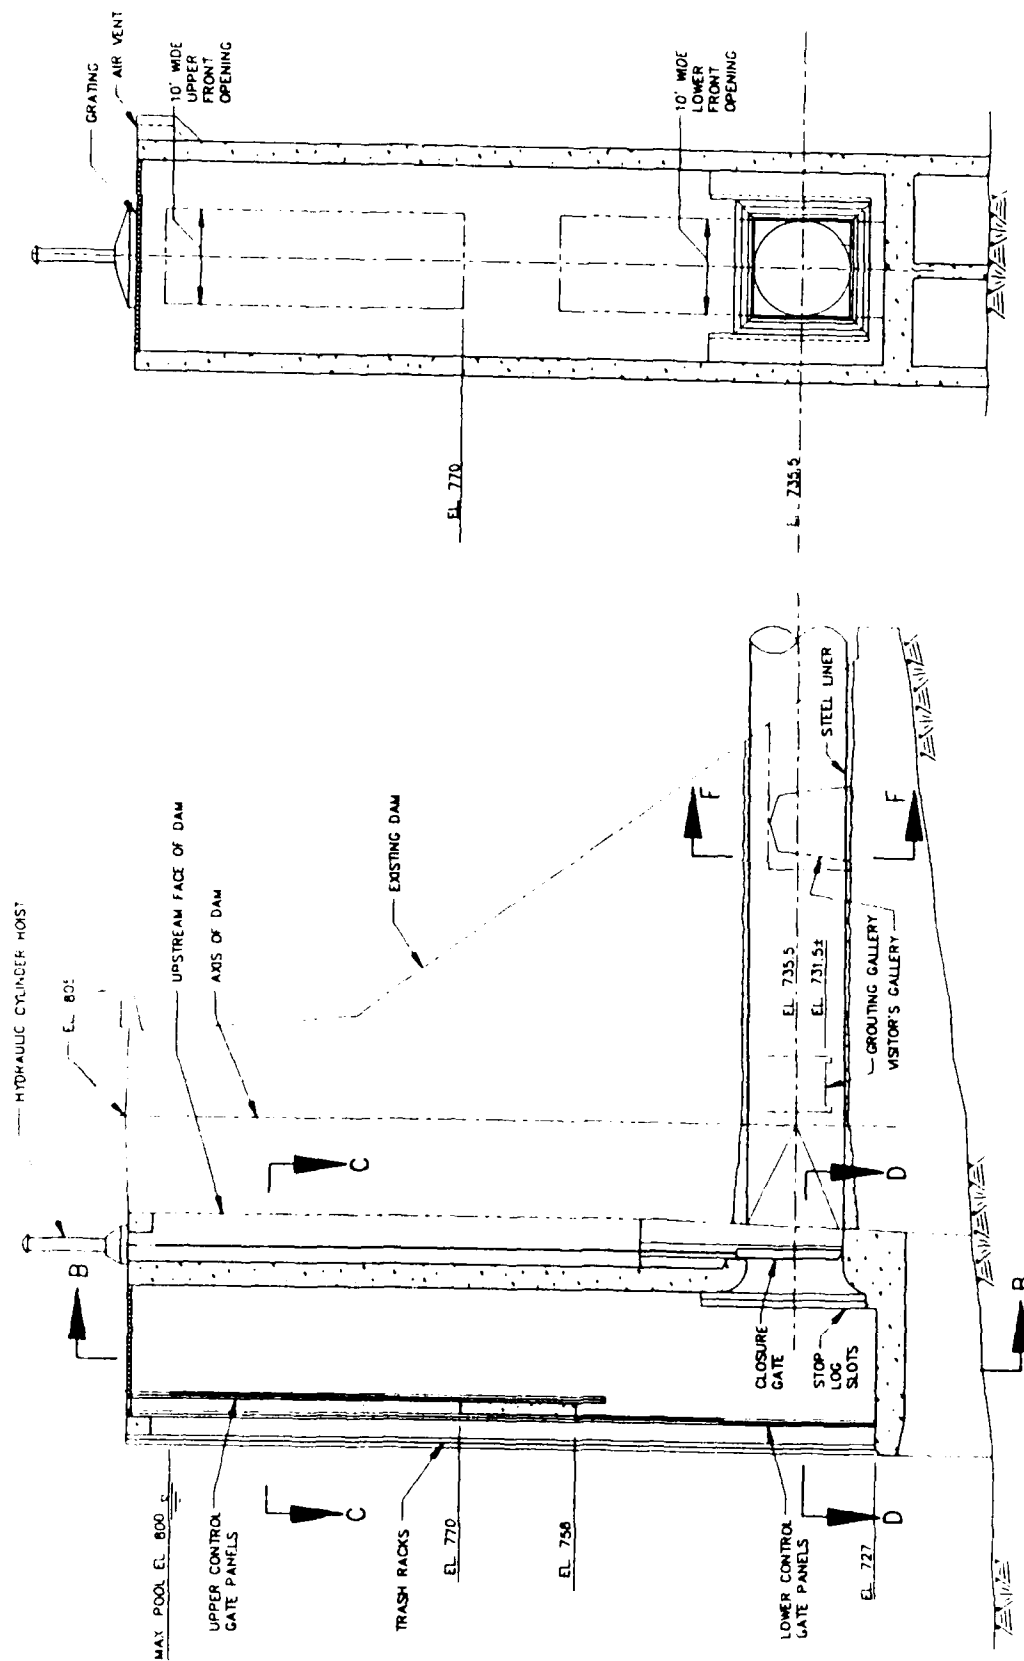 GRATING
AIR VENT
10' WIDE
UPPER
FRONT
OPENING
10' WIDE
LOWER
FRONT
OPENING
EL 770
735.5
HYDRAULIC CYLINDER HOIST
EL 805
UPSTREAM FACE OF DAM
AXIS OF DAM
EXISTING DAM
F
F
STEEL LINER
EL 735.5
EL 731.5±
GROUTING GALLERY
VISITOR'S GALLERY
B
C
D
B
CLOSURE
GATE
STOP
LOG
SLOTS
MAX POOL EL 800
UPPER CONTROL
GATE PANELS
C
TRASH RACKS
EL 770
EL 758
LOWER CONTROL
GATE PANELS
D
EL 727